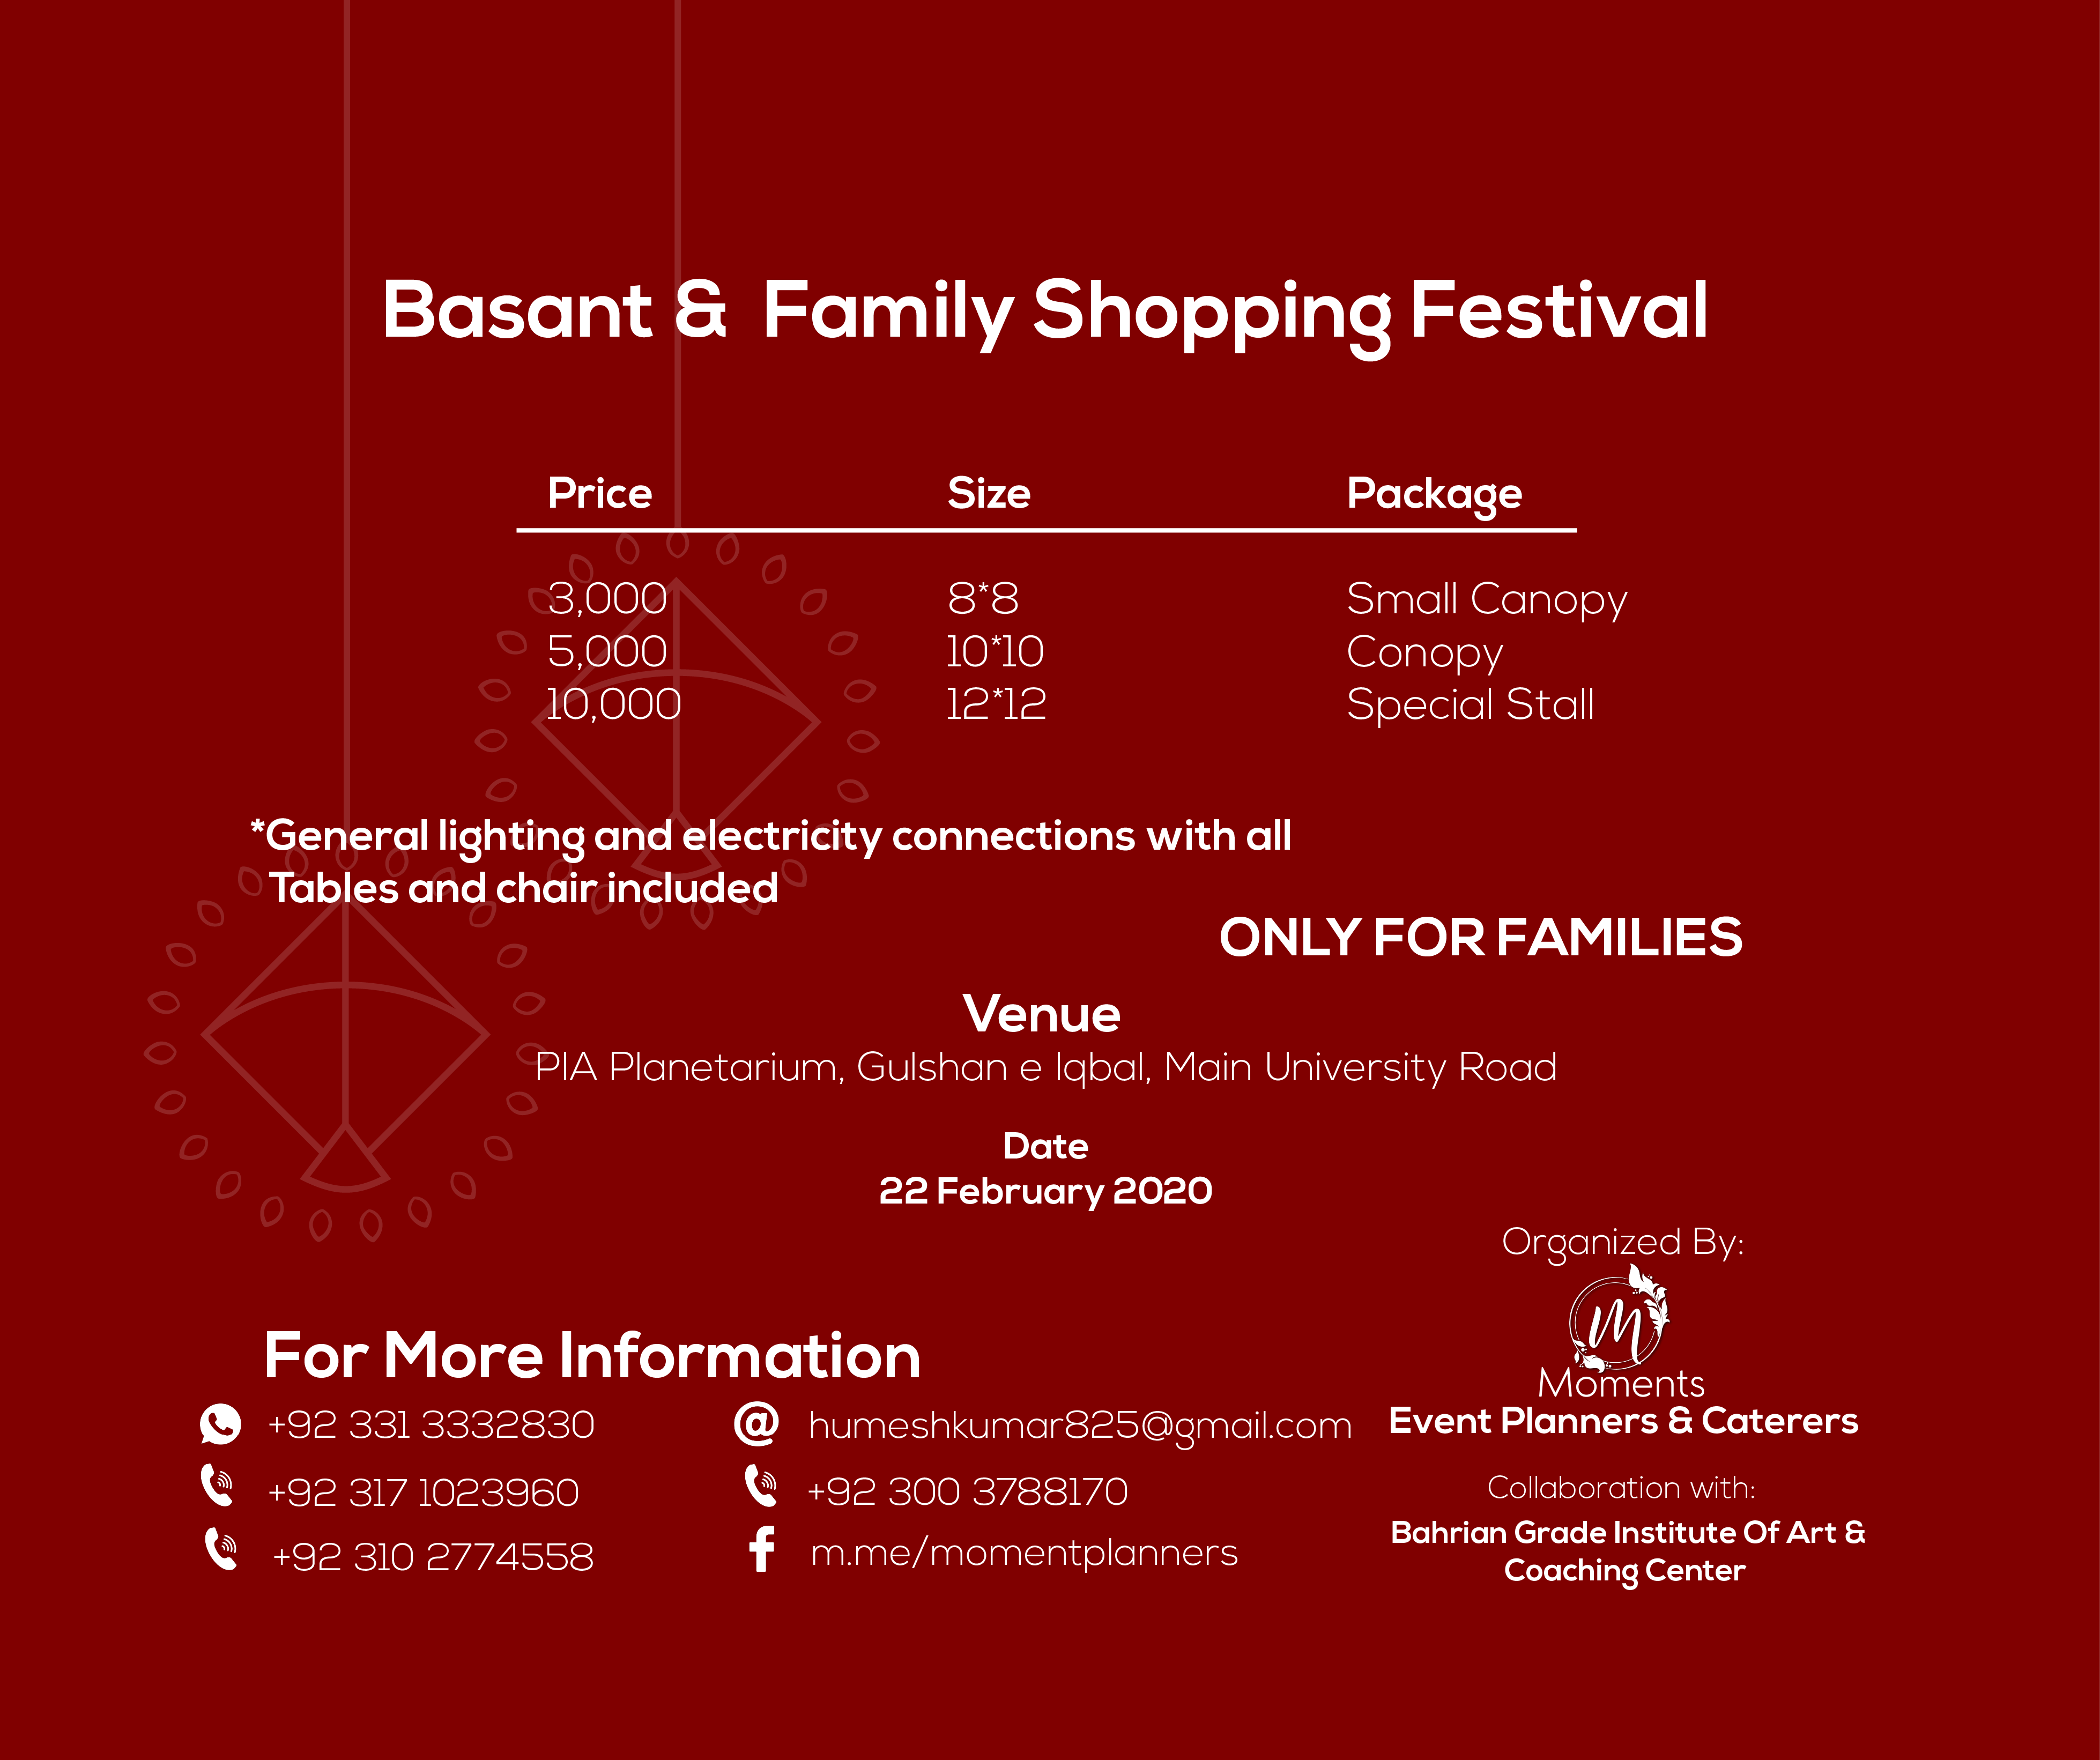 Basant & Family Shopping Festival
Price Size Package
3,000 8*8 Small Canopy
5,000 10*10 Conopy
10,000 12*12 Special Stall
*General lighting and electricity connections with all
Tables and chair included
ONLY FOR FAMILIES
Venue
PIA Planetarium, Gulshan e Iqbal, Main University Road
Date
22 February 2020
For More Information
+92 331 3332830
+92 317 1023960
+92 310 2774558
humeshkumar825@gmail.com
+92 300 3788170
m.me/momentplanners
Organized By:
M
Moments
Event Planners & Caterers
Collaboration with:
Bahrian Grade Institute Of Art &
Coaching Center